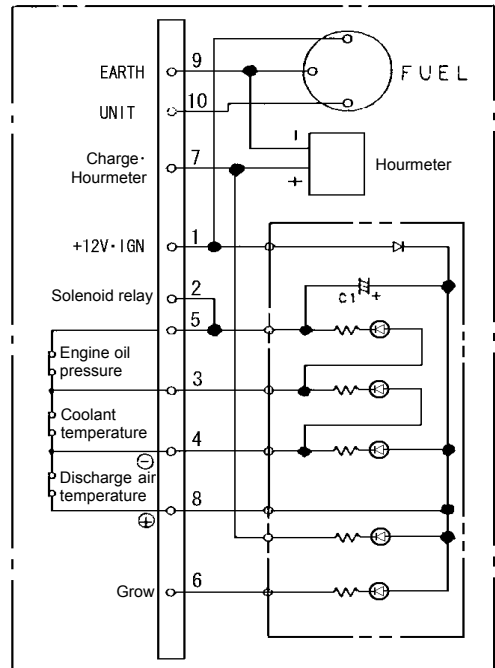 EARTH 9
FUEL
UNIT 10
−
Charge·
Hourmeter 7
Hourmeter
+
+12V·IGN 1
Solenoid relay 2
C1 +
5
Engine oil
pressure
3
Coolant
temperature
4
⊖
Discharge air
temperature
8
⊕
Grow 6